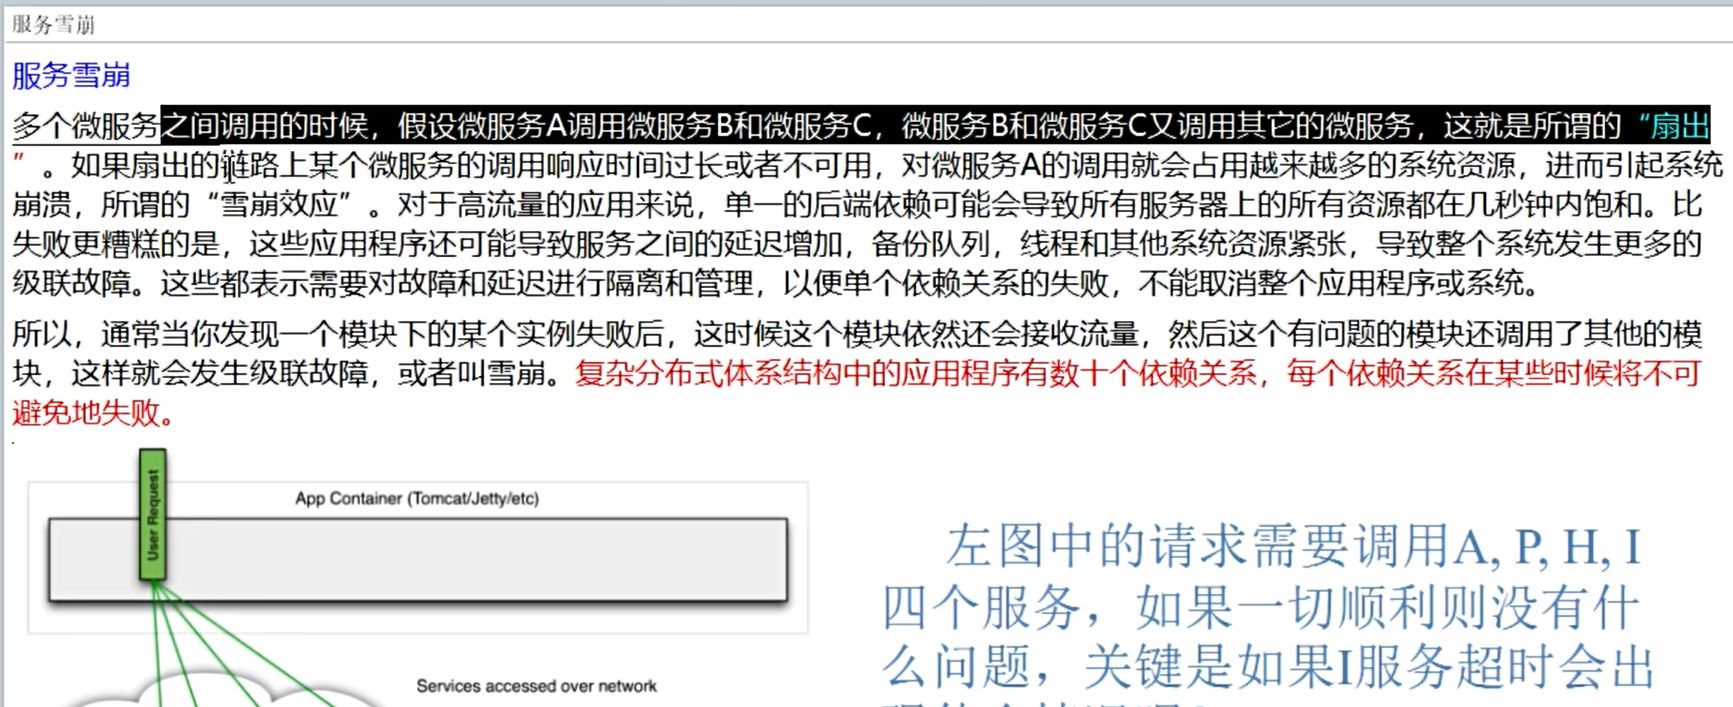 服务雪崩
服务雪崩
多个微服务之间调用的时候，假设微服务A调用微服务B和微服务C，微服务B和微服务C又调用其它的微服务，这就是所谓的“扇出
”。如果扇出的链路上某个微服务的调用响应时间过长或者不可用，对微服务A的调用就会占用越来越多的系统资源，进而引起系统
崩溃，所谓的“雪崩效应”。对于高流量的应用来说，单一的后端依赖可能会导致所有服务器上的所有资源都在几秒钟内饱和。比
失败更糟糕的是，这些应用程序还可能导致服务之间的延迟增加，备份队列，线程和其他系统资源紧张，导致整个系统发生更多的
级联故障。这些都表示需要对故障和延迟进行隔离和管理，以便单个依赖关系的失败，不能取消整个应用程序或系统。
所以，通常当你发现一个模块下的某个实例失败后，这时候这个模块依然还会接收流量，然后这个有问题的模块还调用了其他的模
块，这样就会发生级联故障，或者叫雪崩。复杂分布式体系结构中的应用程序有数十个依赖关系，每个依赖关系在某些时候将不可
避免地失败。
User Request
App Container (Tomcat/Jetty/etc)
Services accessed over network
左图中的请求需要调用A, P, H, I
四个服务，如果一切顺利则没有什
么问题，关键是如果I服务超时会出